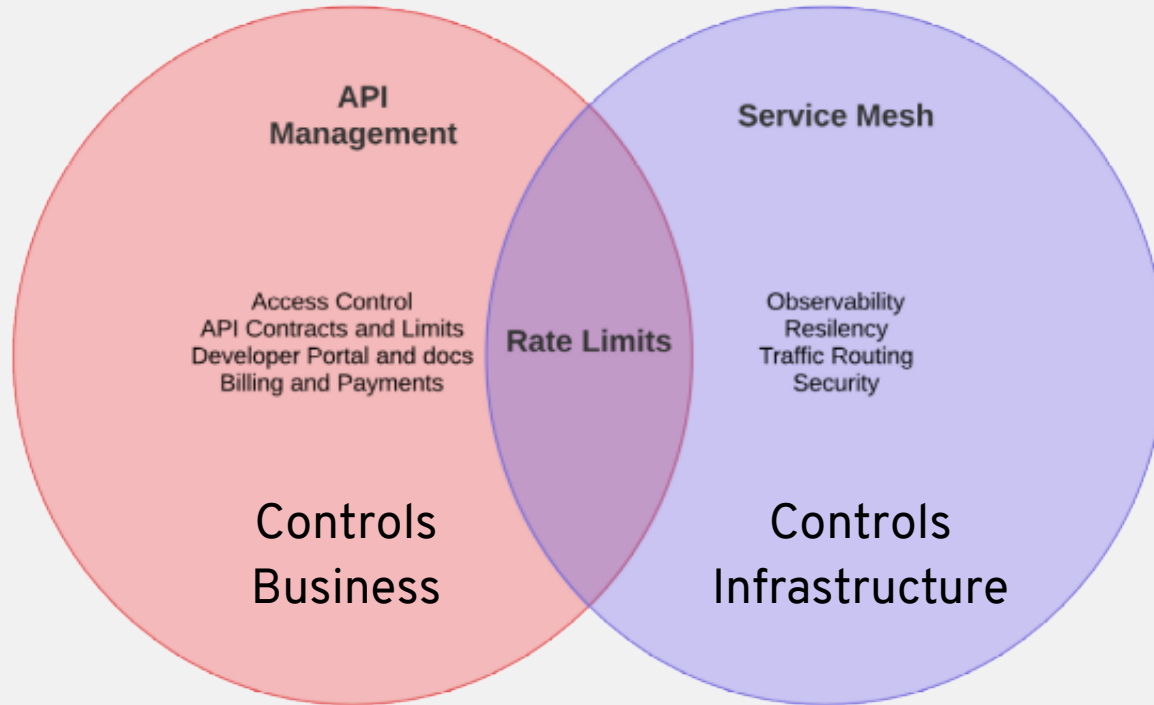 API
Management
Access Control
API Contracts and Limits
Developer Portal and docs
Billing and Payments
Controls
Business
Rate Limits
Service Mesh
Observability
Resilency
Traffic Routing
Security
Controls
Infrastructure